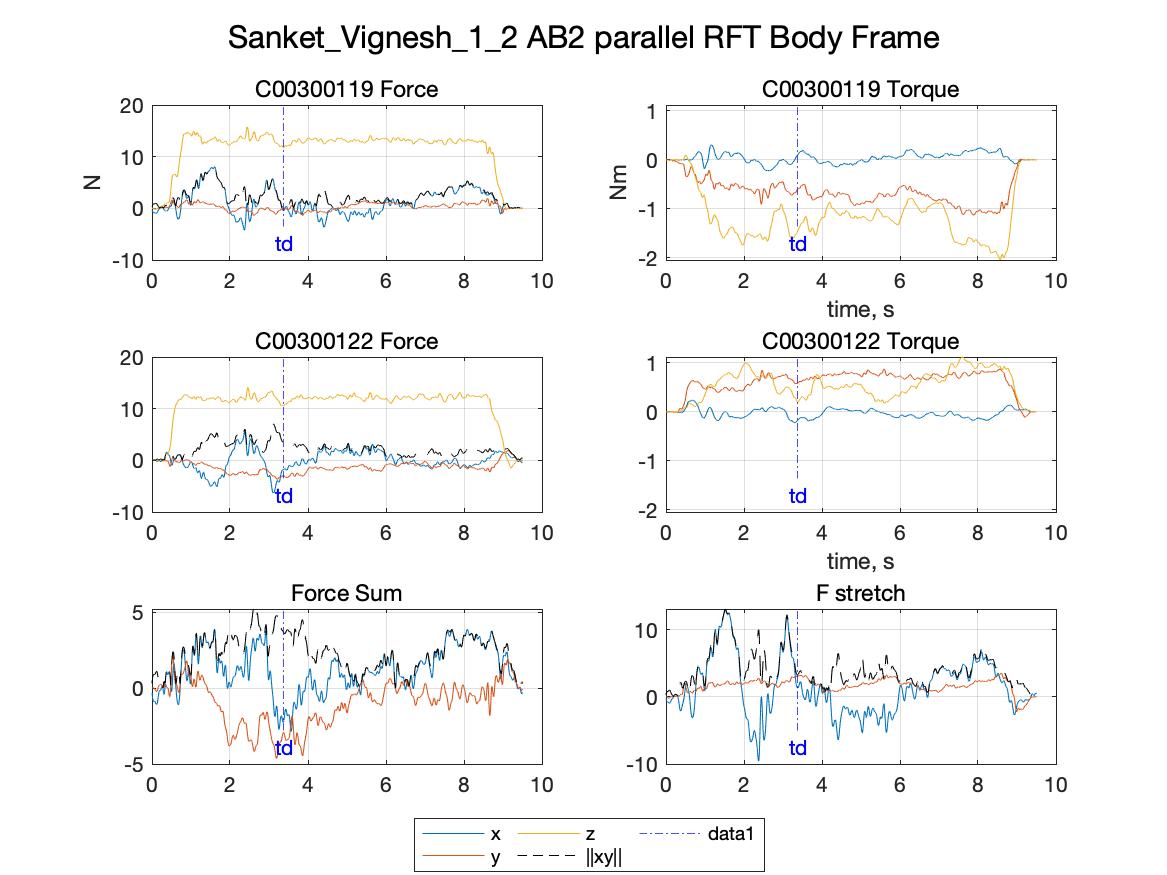 Sanket_Vignesh_1_2 AB2 parallel RFT Body Frame
C00300119 Force
20
10
0
-10
N
td
0 2 4 6 8 10
C00300119 Torque
1
0
-1
-2
Nm
td
0 2 4 6 8 10
time, s
C00300122 Force
20
10
0
-10
td
0 2 4 6 8 10
C00300122 Torque
1
0
-1
-2
td
0 2 4 6 8 10
time, s
Force Sum
5
0
-5
td
0 2 4 6 8 10
F stretch
10
0
-10
td
0 2 4 6 8 10
x z data1
y ||xy||